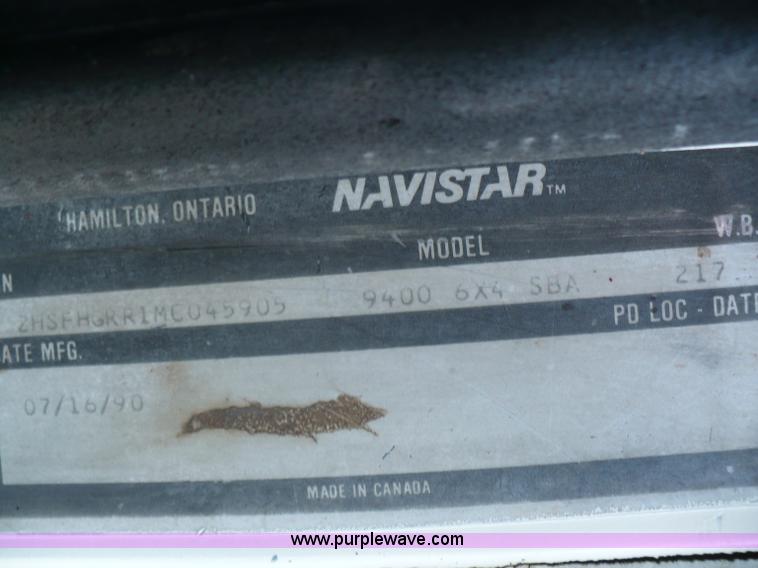 HAMILTON, ONTARIO NAVISTAR™
N MODEL W.B.
2HSFHGRR1MC045905 9400 6X4 SBA 217
ATE MFG. PD LOC - DATE
07/16/90
MADE IN CANADA
www.purplewave.com